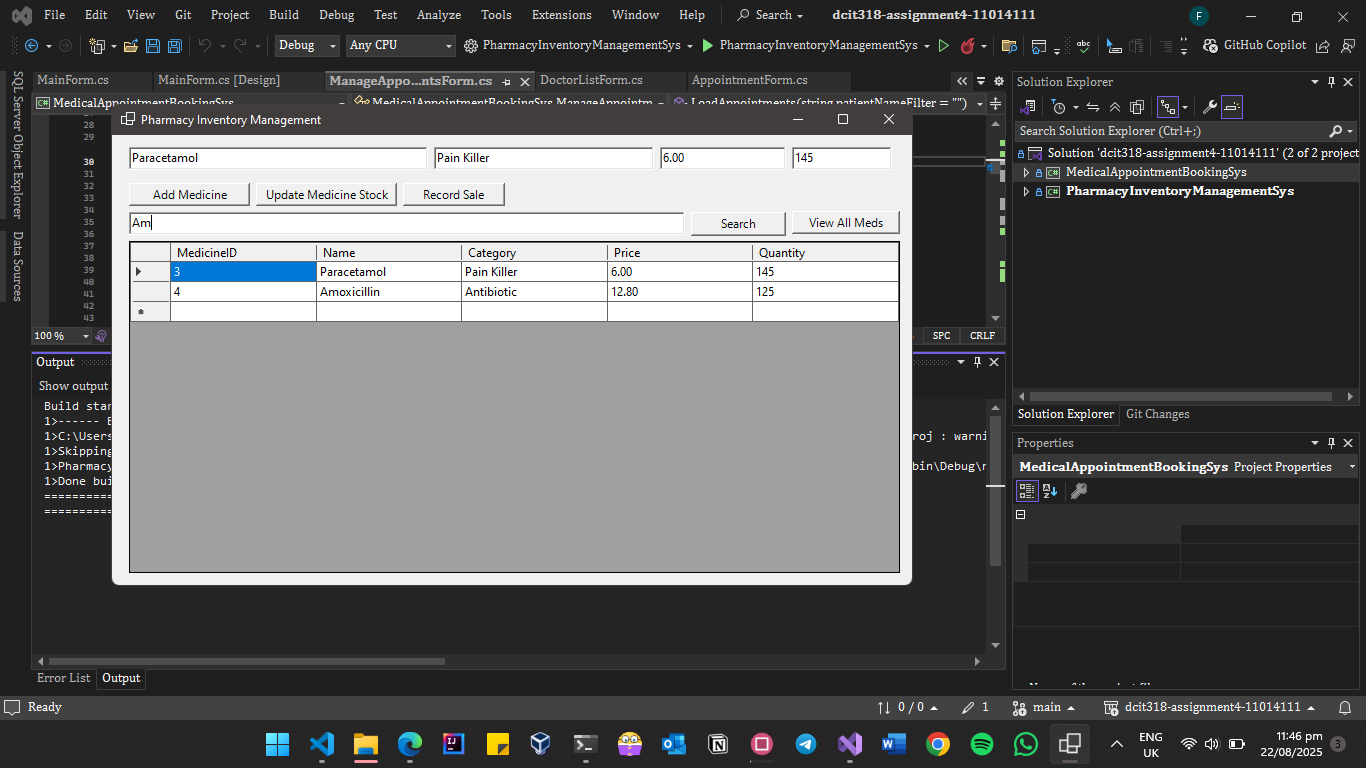 File Edit View Git Project Build Debug Test Analyze Tools Extensions Window Help Search dcit318-assignment4-11014111 F
Debug Any CPU PharmacyInventoryManagementSys PharmacyInventoryManagementSys GitHub Copilot
SQL Server Object Explorer
Data Sources
MainForm.cs MainForm.cs [Design] ManageAppo...ntsForm.cs DoctorListForm.cs AppointmentForm.cs
MedicalAppointmentBookingSys MedicalAppointmentBookingSys.ManageAppointm LoadAppointments(string patientNameFilter = "")
Pharmacy Inventory Management
Paracetamol Pain Killer 6.00 145
Add Medicine Update Medicine Stock Record Sale
Am Search View All Meds
MedicineID Name Category Price Quantity
3 Paracetamol Pain Killer 6.00 145
4 Amoxicillin Antibiotic 12.80 125
*
28
29
30
31
32
33
34
35
36
37
38
39
40
41
42
43
100 % SPC CRLF
Output
Show output
Build star
1>------ B
1>C:\Users roj : warni
1>Skipping
1>Pharmacy bin\Debug\n
1>Done bui
==========
==========
Error List Output
Solution Explorer
Search Solution Explorer (Ctrl+;)
Solution 'dcit318-assignment4-11014111' (2 of 2 project
MedicalAppointmentBookingSys
PharmacyInventoryManagementSys
Solution Explorer Git Changes
Properties
MedicalAppointmentBookingSys Project Properties
Ready 0 / 0 1 main dcit318-assignment4-11014111
ENG
UK
11:46 pm
22/08/2025
3